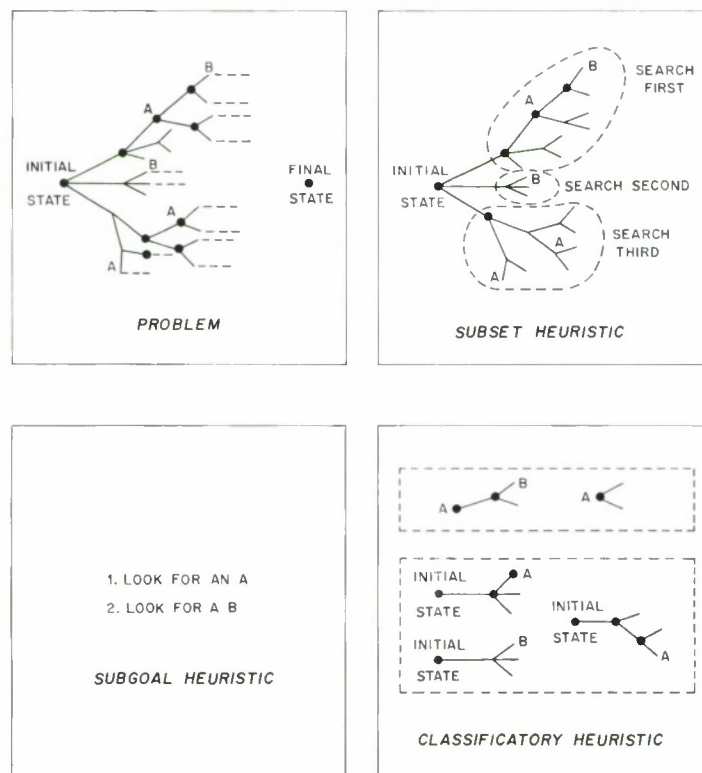 B
A
B
INITIAL
STATE
FINAL
STATE
A
A
PROBLEM
B
SEARCH
FIRST
A
INITIAL
STATE
B
SEARCH SECOND
SEARCH
THIRD
A
A
SUBSET HEURISTIC
1. LOOK FOR AN A
2. LOOK FOR A B
SUBGOAL HEURISTIC
B
A
A
INITIAL
STATE
A
INITIAL
STATE
A
INITIAL
STATE
B
CLASSIFICATORY HEURISTIC